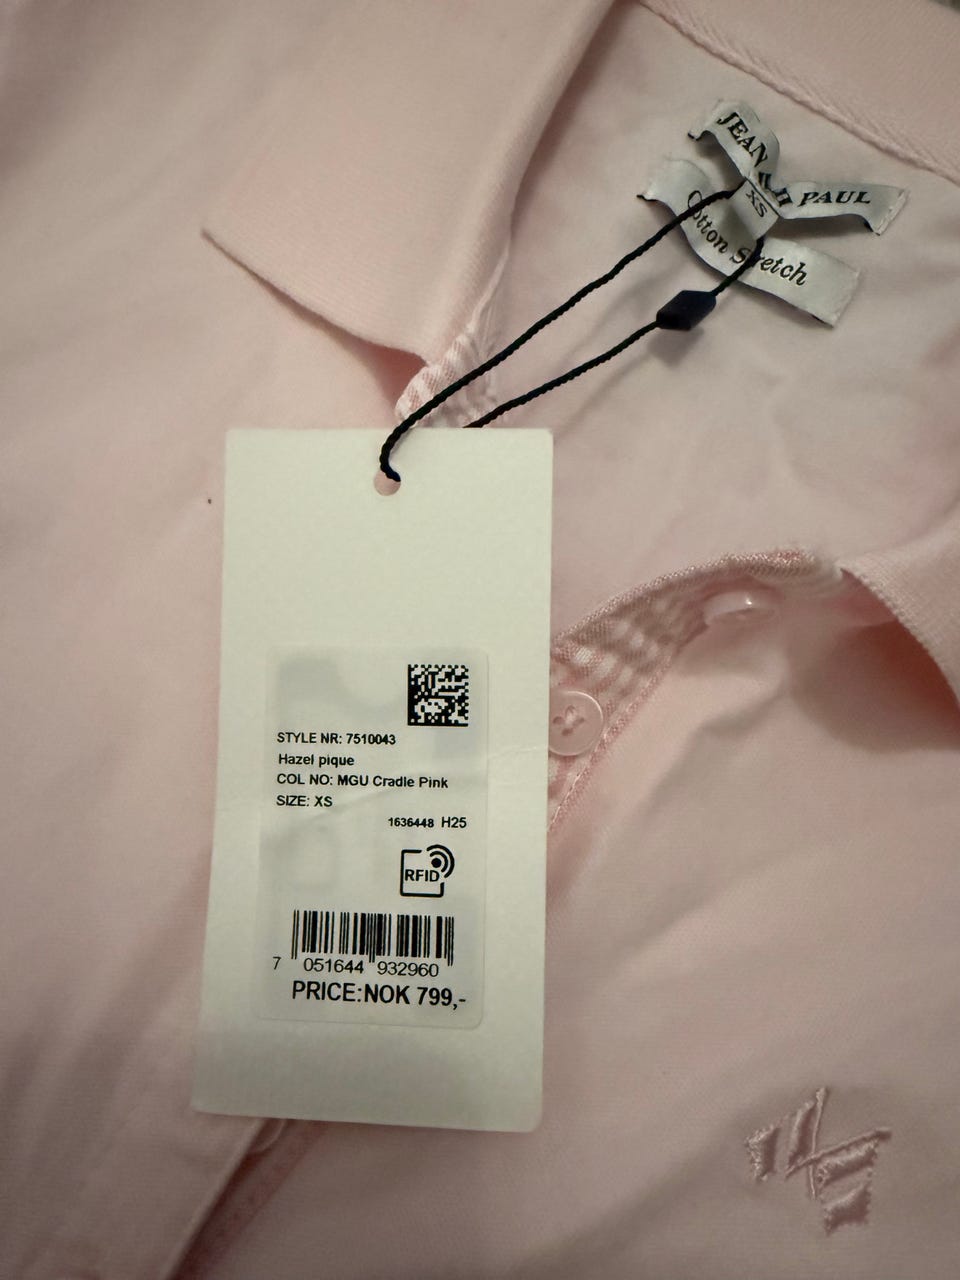 JEAN PAUL
XS
Cotton Stretch
STYLE NR: 7510043
Hazel pique
COL NO: MGU Cradle Pink
SIZE: XS
1636448 H25
RFID
7 051644 932960
PRICE:NOK 799,-